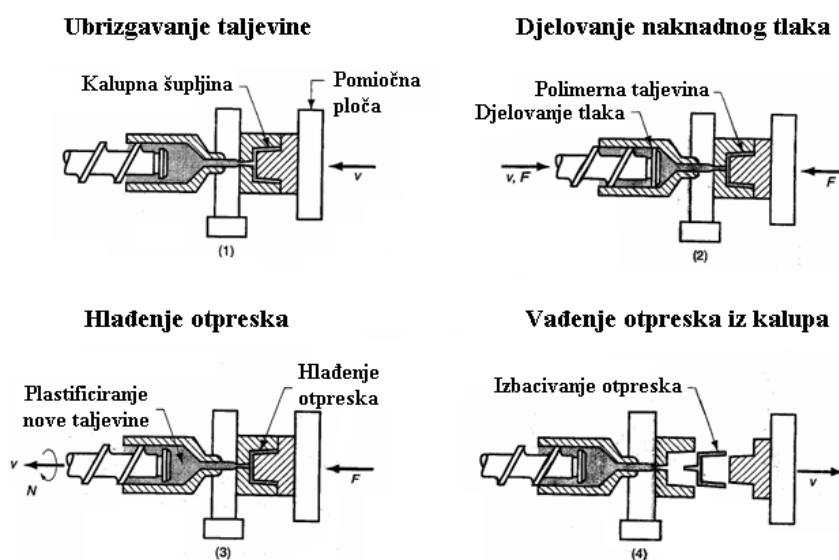 Ubrizgavanje taljevine
Kalupna šupljina
Pomiočna
ploča
v
(1)
Djelovanje naknadnog tlaka
Polimerna taljevina
Djelovanje tlaka
v, F
F
(2)
Hlađenje otpreska
Plastificiranje
nove taljevine
Hlađenje
otpreska
v
N
F
(3)
Vađenje otpreska iz kalupa
Izbacivanje otpreska
v
(4)